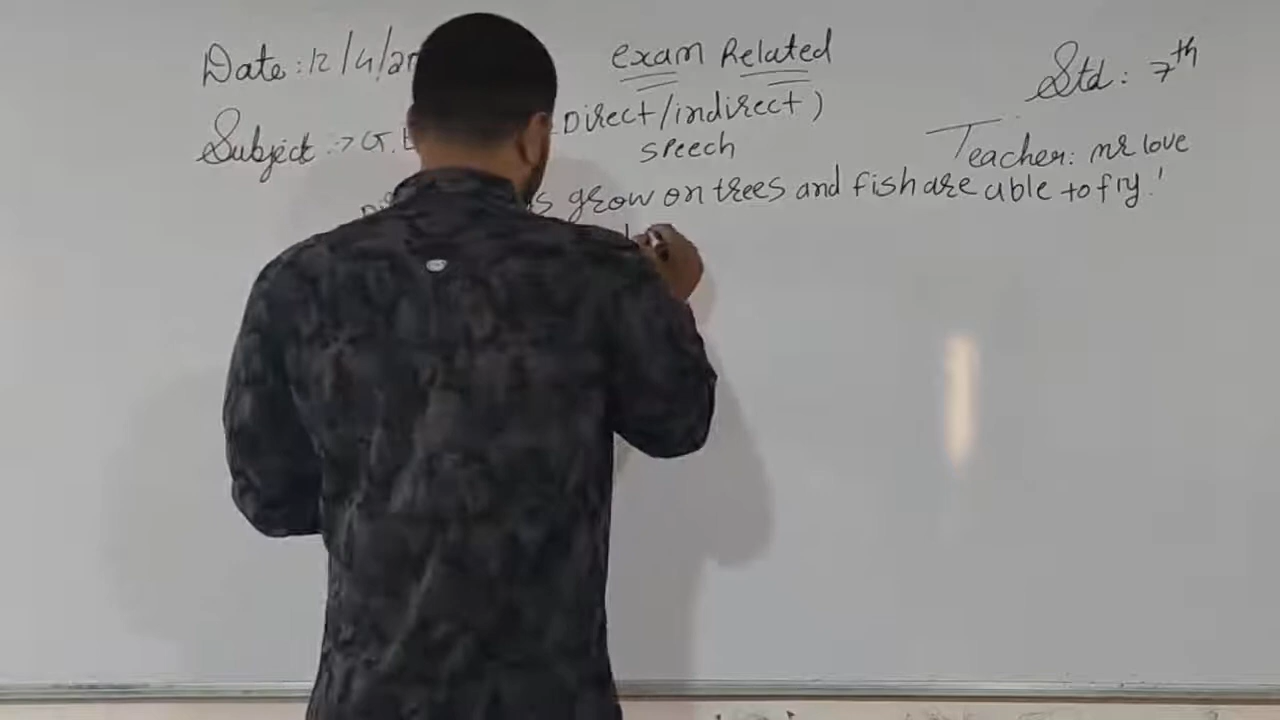 Date: 12/4/2
exam Related
Std: 7th
Subject :-> G.E
Direct/indirect)
speech
Teacher: mr love
s grow on trees and fish are able to fly.'